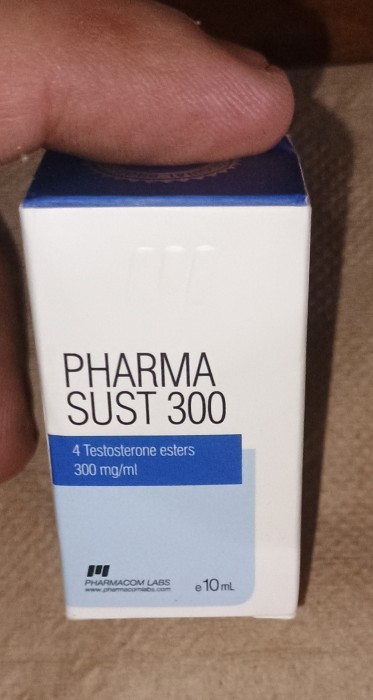 PHARMA
SUST 300
4 Testosterone esters
300 mg/ml
PHARMACOM LABS
www.pharmacomlabs.com
e 10 mL